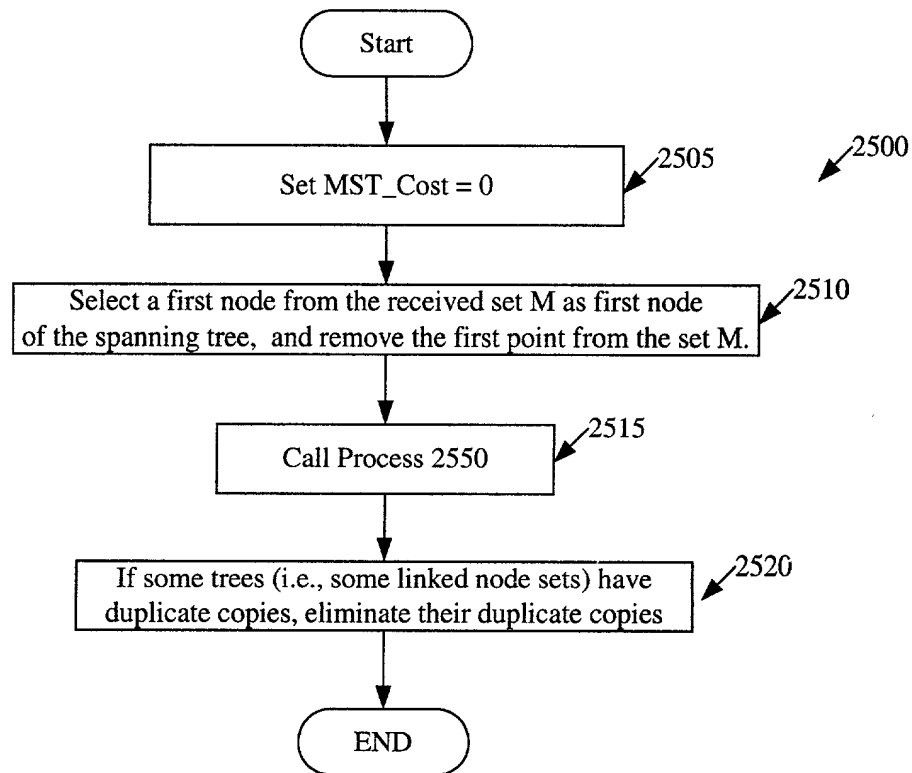 Start
Set MST_Cost = 0
2505
2500
Select a first node from the received set M as first node
of the spanning tree, and remove the first point from the set M.
2510
Call Process 2550
2515
If some trees (i.e., some linked node sets) have
duplicate copies, eliminate their duplicate copies
2520
END